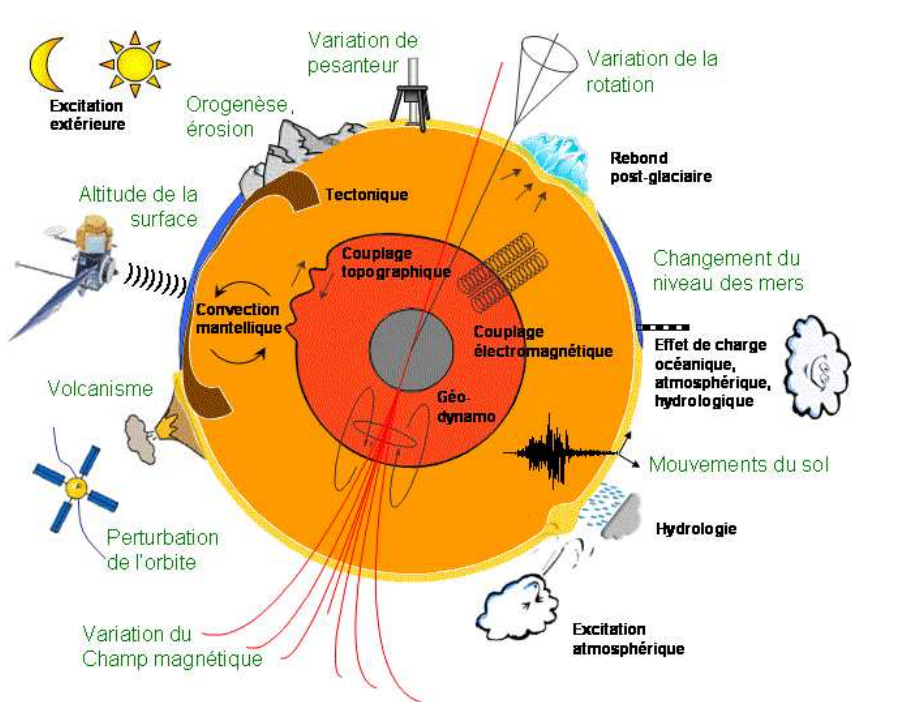 Variation de
pesanteur
Variation de la
rotation
Excitation
extérieure
Orogenèse,
érosion
Rebond
post-glaciaire
Tectonique
Altitude de la
surface
Couplage
topographique
Changement du
niveau des mers
Convection
mantellique
Couplage
électromagnétique
Effet de charge
océanique,
atmosphérique,
hydrologique
Volcanisme
Géo-
dynamo
Mouvements du sol
Hydrologie
Perturbation
de l'orbite
Variation du
Champ magnétique
Excitation
atmosphérique